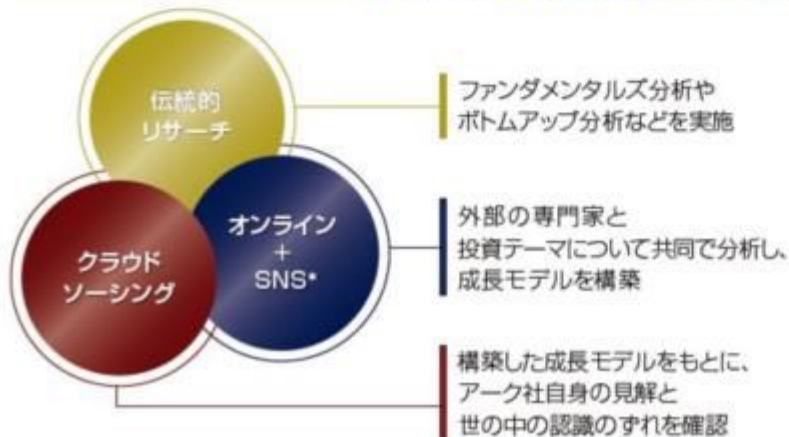 伝統的
リサーチ
ファンダメンタルズ分析や
ボトムアップ分析などを実施
オンライン
+
SNS*
外部の専門家と
投資テーマについて共同で分析し、
成長モデルを構築
クラウド
ソーシング
構築した成長モデルをもとに、
アーク社自身の見解と
世の中の認識のずれを確認